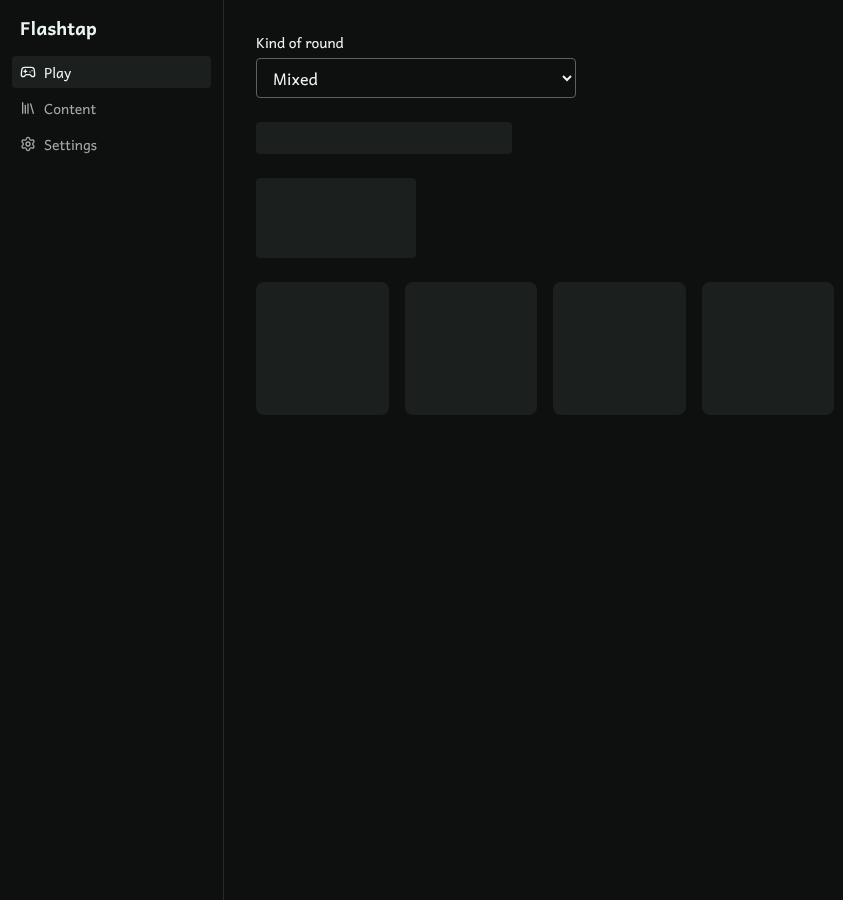 Flashtap
Play
Content
Settings
Kind of round
Mixed